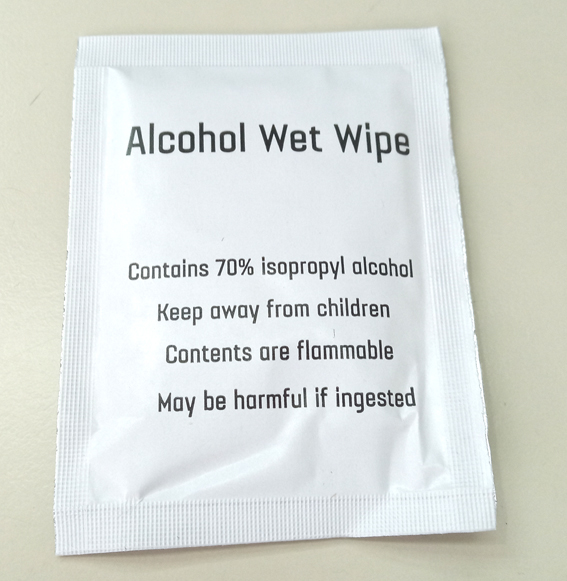 Alcohol Wet Wipe
Contains 70% isopropyl alcohol
Keep away from children
Contents are flammable
May be harmful if ingested